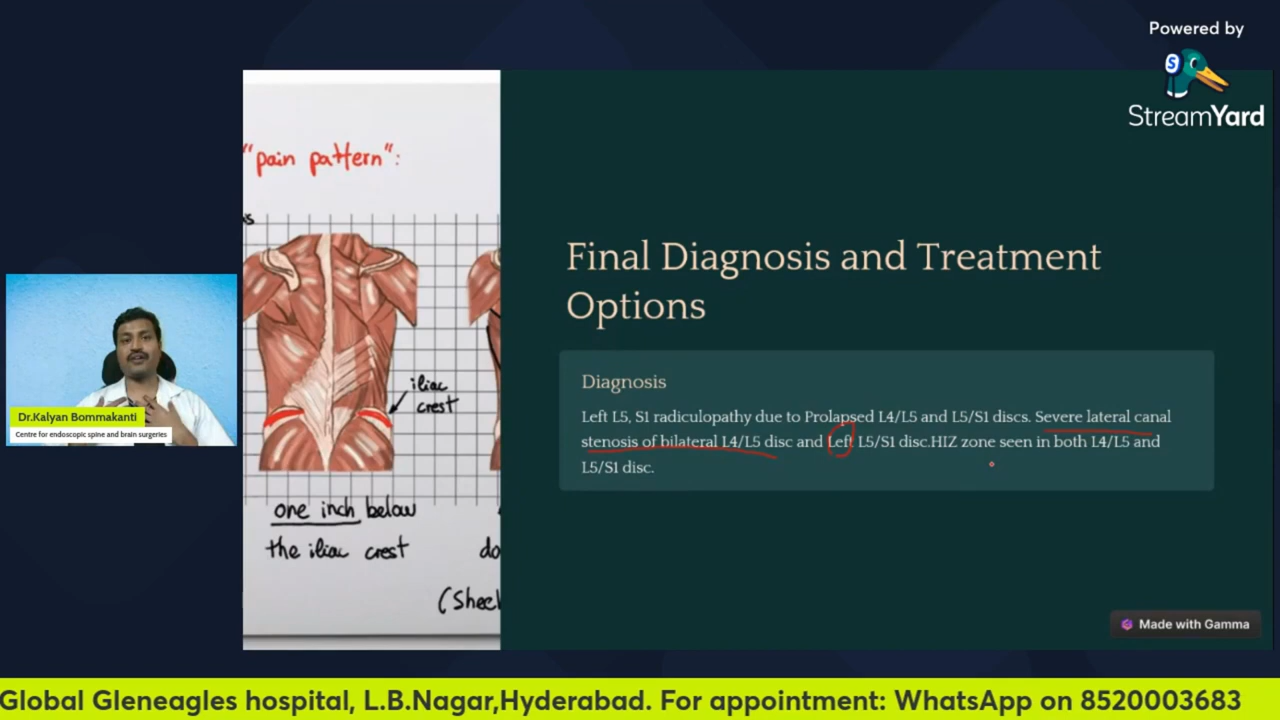 Powered by
StreamYard
"pain pattern":
is
iliac
crest
one inch below
the iliac crest
do
(Sheel
Final Diagnosis and Treatment
Options
Diagnosis
Left L5, S1 radiculopathy due to Prolapsed L4/L5 and L5/S1 discs. Severe lateral canal
stenosis of bilateral L4/L5 disc and Left L5/S1 disc.HIZ zone seen in both L4/L5 and
L5/S1 disc.
Made with Gamma
Dr.Kalyan Bommakanti
Centre for endoscopic spine and brain surgeries
Global Gleneagles hospital, L.B.Nagar,Hyderabad. For appointment: WhatsApp on 8520003683